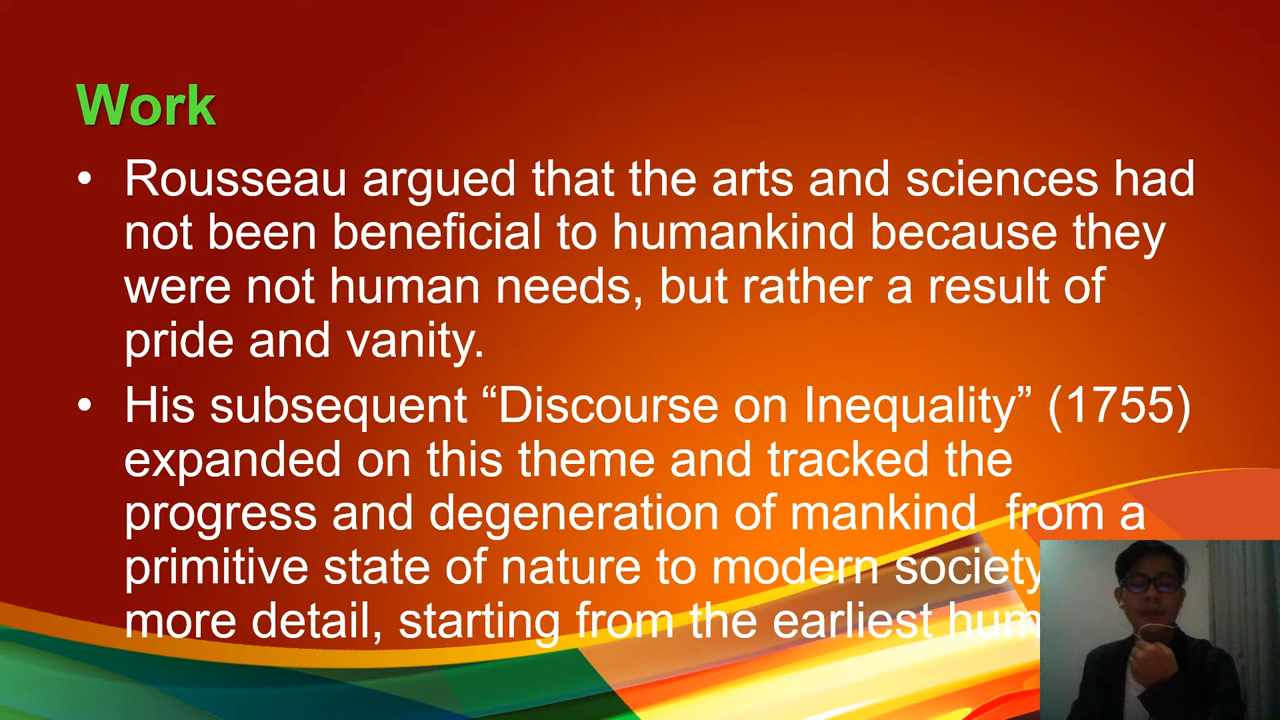 Work
• Rousseau argued that the arts and sciences had
not been beneficial to humankind because they
were not human needs, but rather a result of
pride and vanity.
• His subsequent “Discourse on Inequality” (1755)
expanded on this theme and tracked the
progress and degeneration of mankind from a
primitive state of nature to modern society
more detail, starting from the earliest